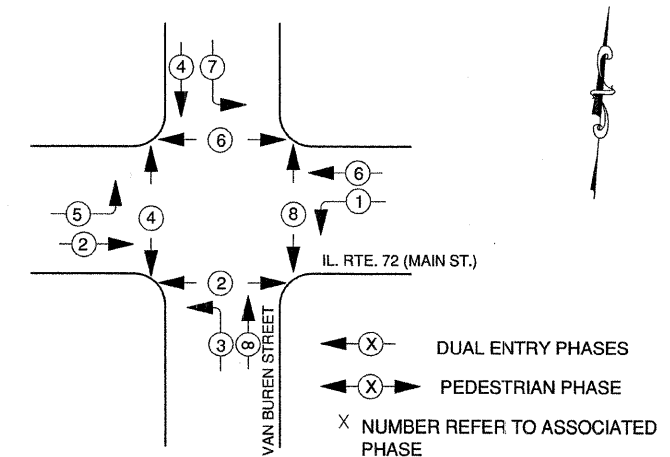 4 7
6
6
5
4
8
1
2
IL. RTE. 72 (MAIN ST.)
2
3 8
VAN BUREN STREET
X DUAL ENTRY PHASES
X PEDESTRIAN PHASE
X NUMBER REFER TO ASSOCIATED
PHASE